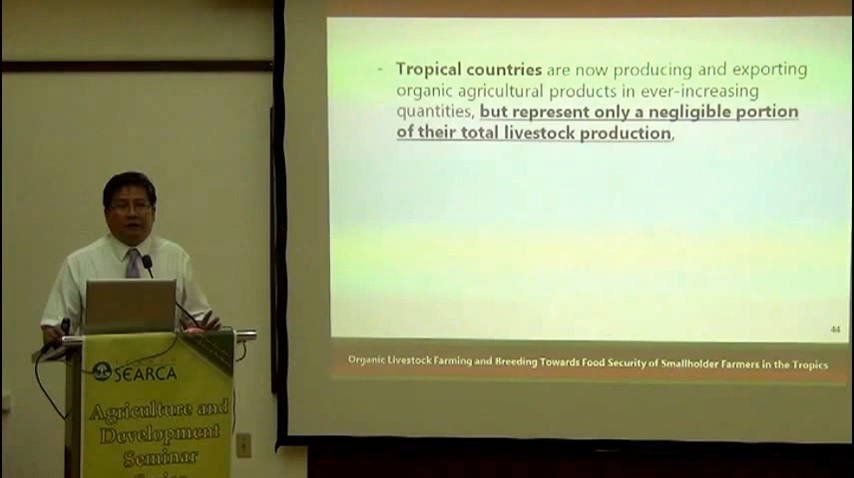 - Tropical countries are now producing and exporting
organic agricultural products in ever-increasing
quantities, but represent only a negligible portion
of their total livestock production,
44
Organic Livestock Farming and Breeding Towards Food Security of Smallholder Farmers in the Tropics
SEARCA
Agriculture and
Development
Seminar